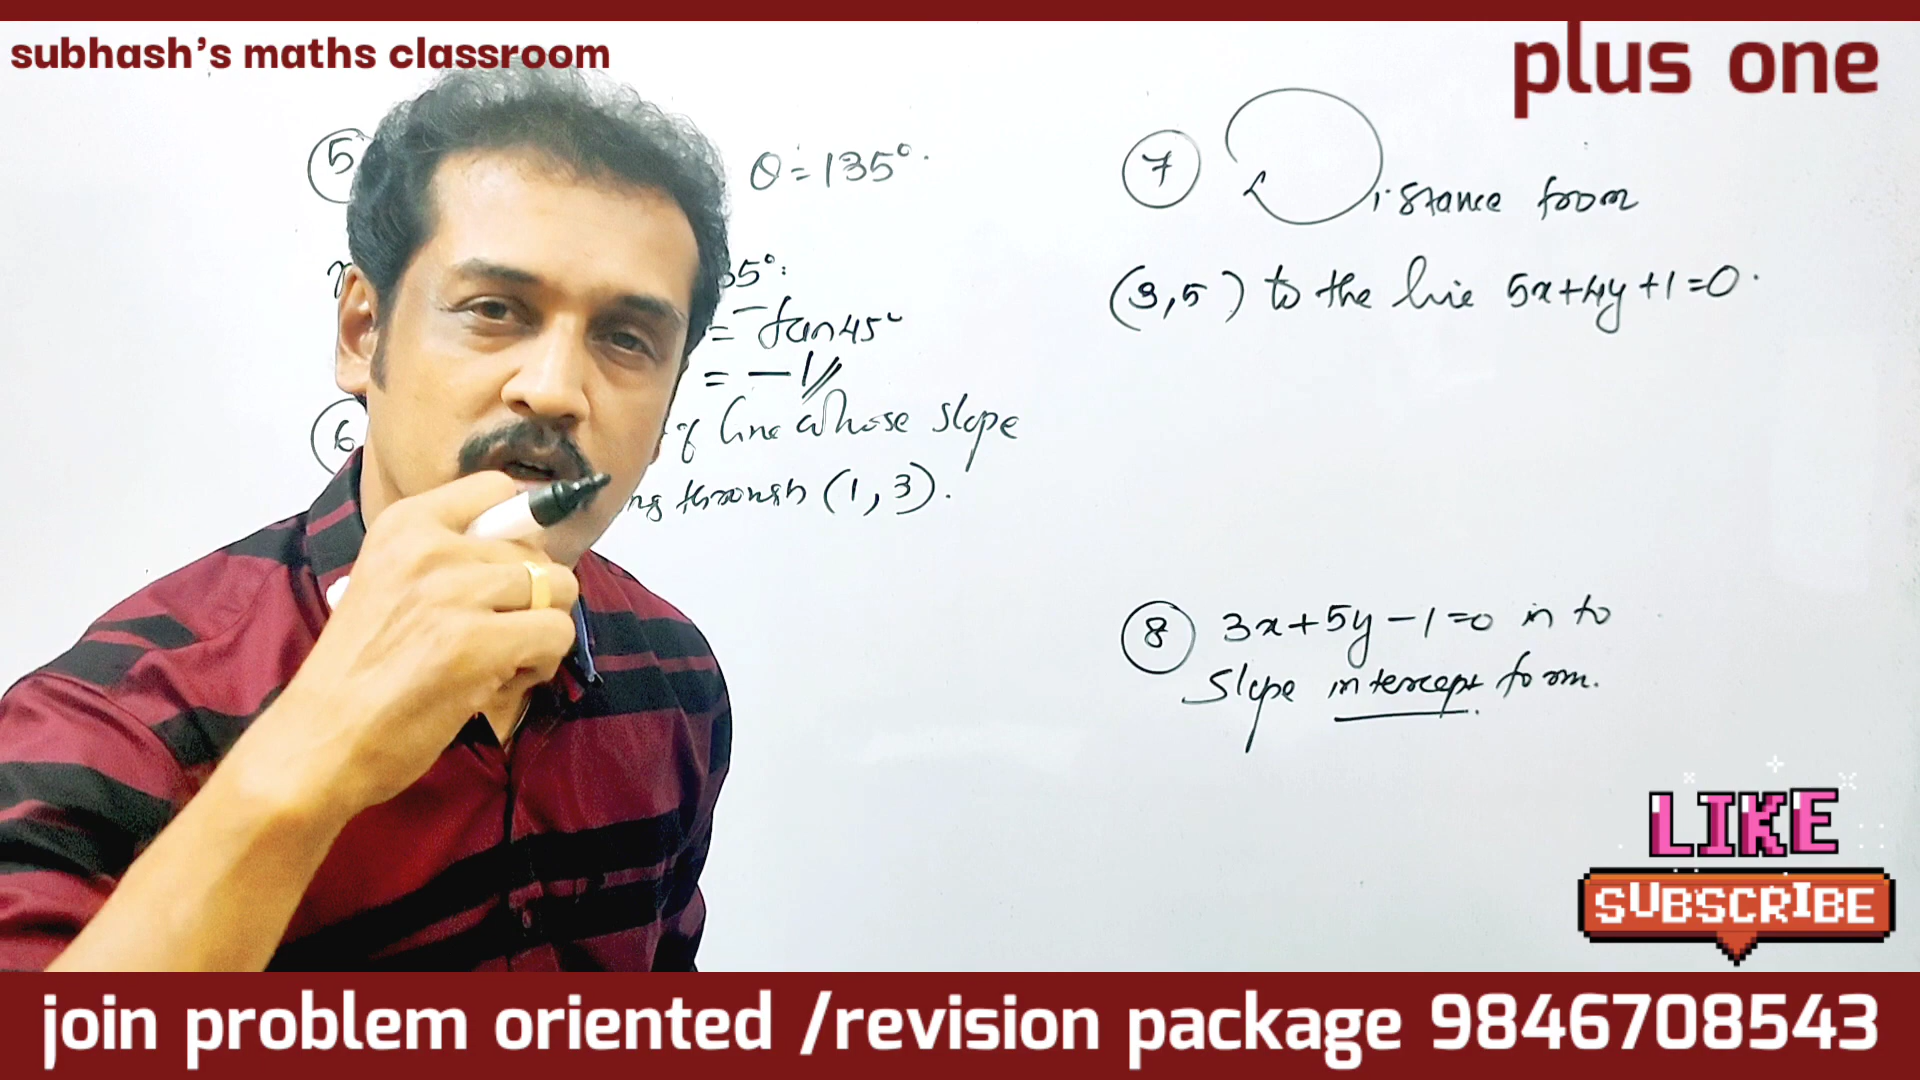 subhash's maths classroom
plus one
5 θ = 135°.
35°:
= - tan 45°
= -1
6 line whose slope
through (1, 3).
7 Distance from
(3,5) to the line 5x+4y+1=0.
8 3x+5y-1=0 in to
Slope intercept form.
LIKE
SUBSCRIBE
join problem oriented /revision package 9846708543